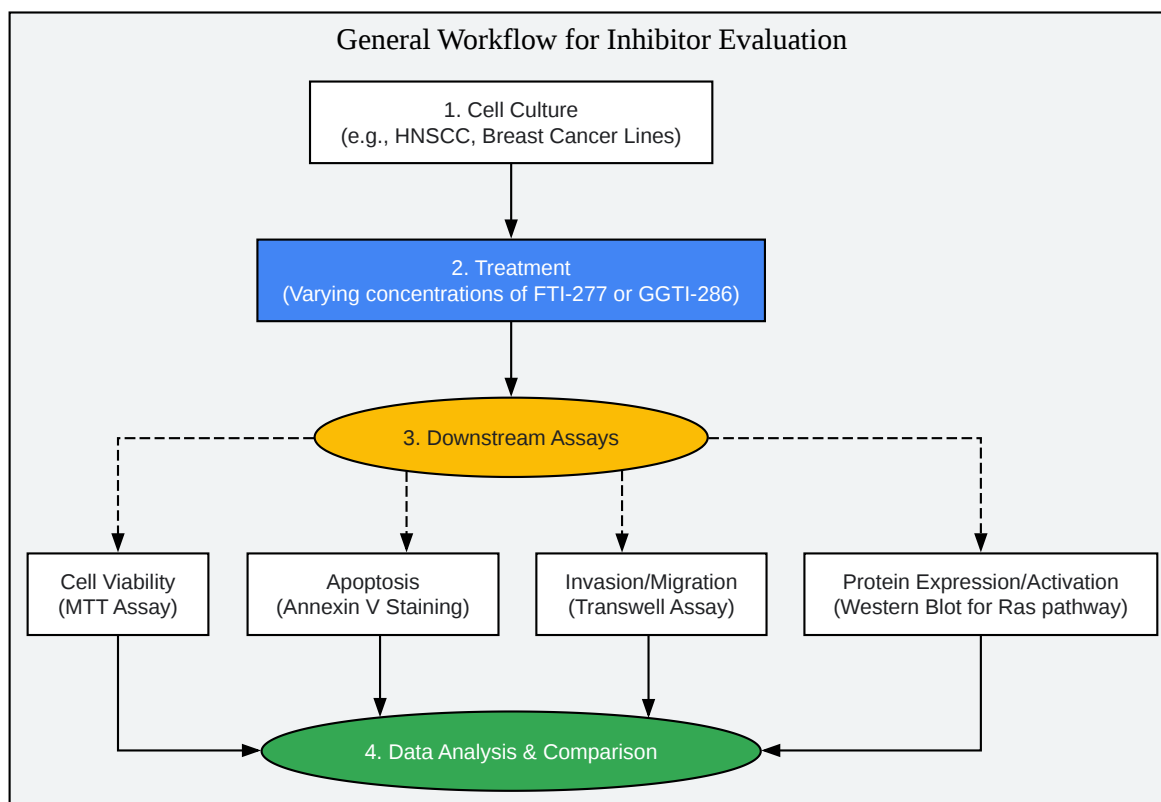 General Workflow for Inhibitor Evaluation
1. Cell Culture
(e.g., HNSCC, Breast Cancer Lines)
2. Treatment
(Varying concentrations of FTI-277 or GGTI-286)
3. Downstream Assays
Cell Viability
(MTT Assay)
Apoptosis
(Annexin V Staining)
Invasion/Migration
(Transwell Assay)
Protein Expression/Activation
(Western Blot for Ras pathway)
4. Data Analysis & Comparison